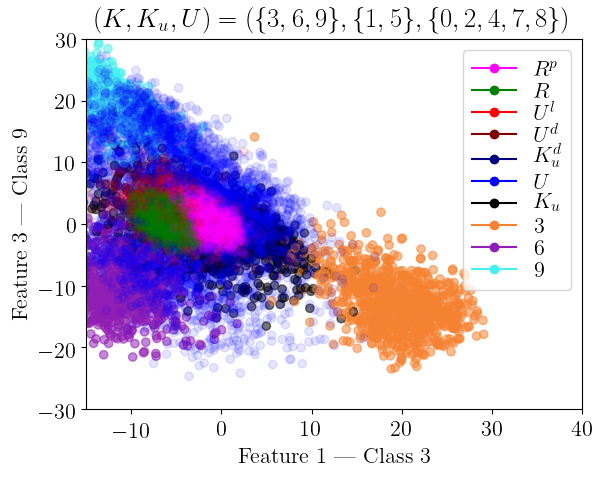 (K, K_u, U) = ({3, 6, 9}, {1, 5}, {0, 2, 4, 7, 8})
30
20
10
0
−10
−20
−30
−10
0
10
20
30
40
Feature 3 — Class 9
Feature 1 — Class 3
R^p
R
U^l
U^d
K_u^d
U
K_u
3
6
9